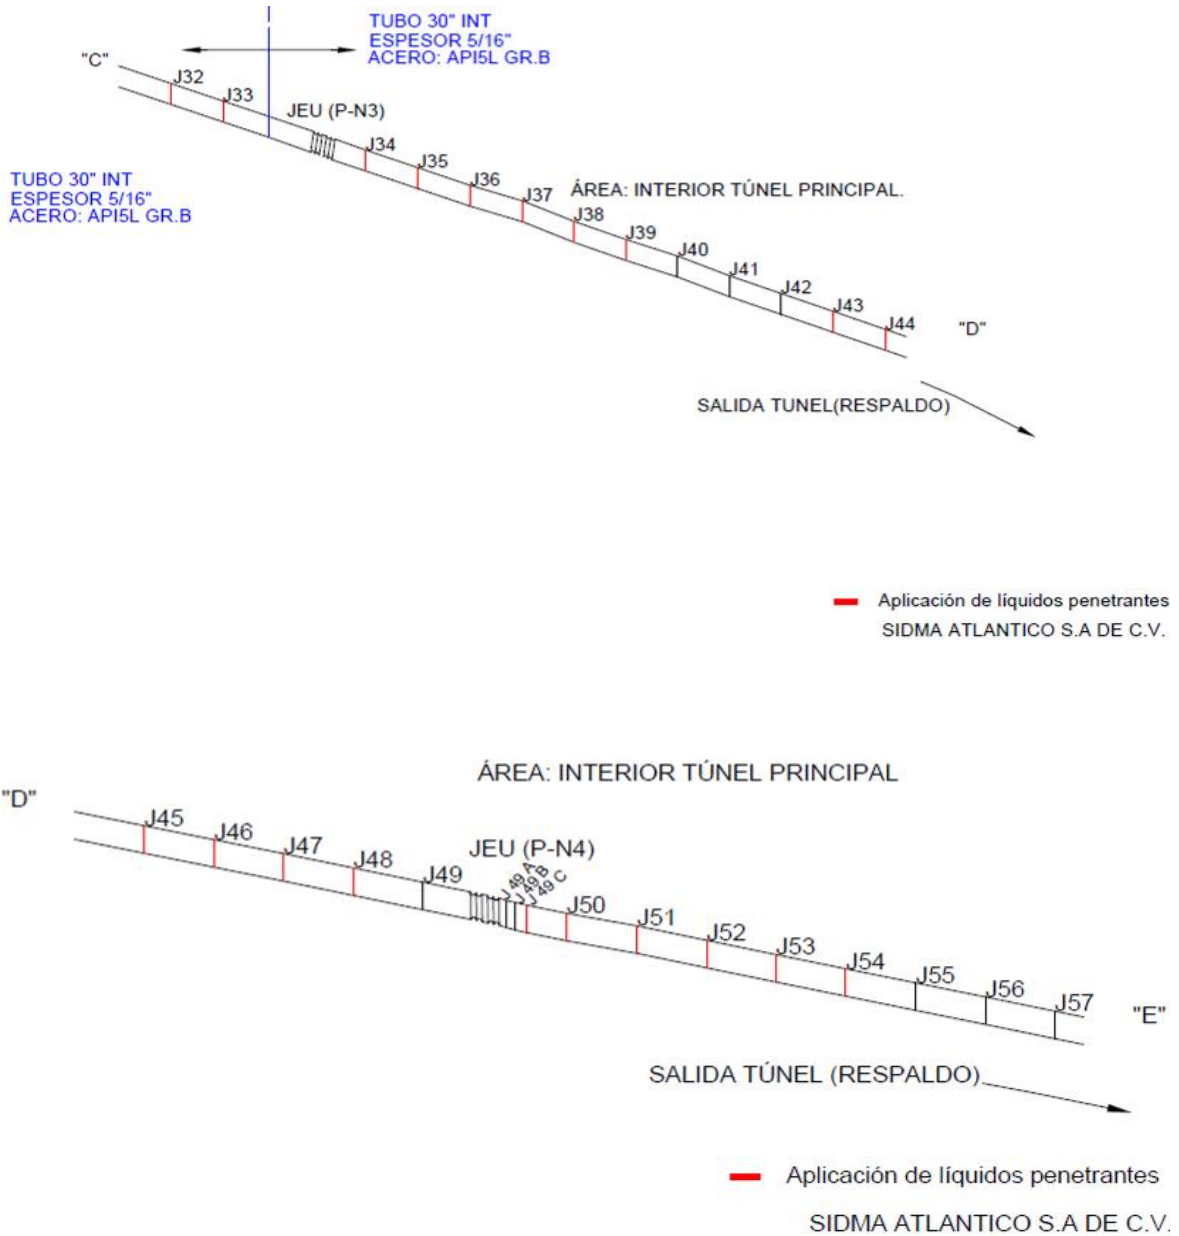 TUBO 30" INT
ESPESOR 5/16"
ACERO: API5L GR.B
"C"
J32
J33
JEU (P-N3)
J34
J35
TUBO 30" INT
ESPESOR 5/16"
ACERO: API5L GR.B
J36
J37
ÁREA: INTERIOR TÚNEL PRINCIPAL.
J38
J39
J40
J41
J42
J43
J44
"D"
SALIDA TUNEL(RESPALDO)
Aplicación de líquidos penetrantes
SIDMA ATLANTICO S.A DE C.V.
ÁREA: INTERIOR TÚNEL PRINCIPAL
"D"
J45
J46
J47
J48
J49
JEU (P-N4)
J 49 A
J 49 B
J 49 C
J50
J51
J52
J53
J54
J55
J56
J57
"E"
SALIDA TÚNEL (RESPALDO)
Aplicación de líquidos penetrantes
SIDMA ATLANTICO S.A DE C.V.